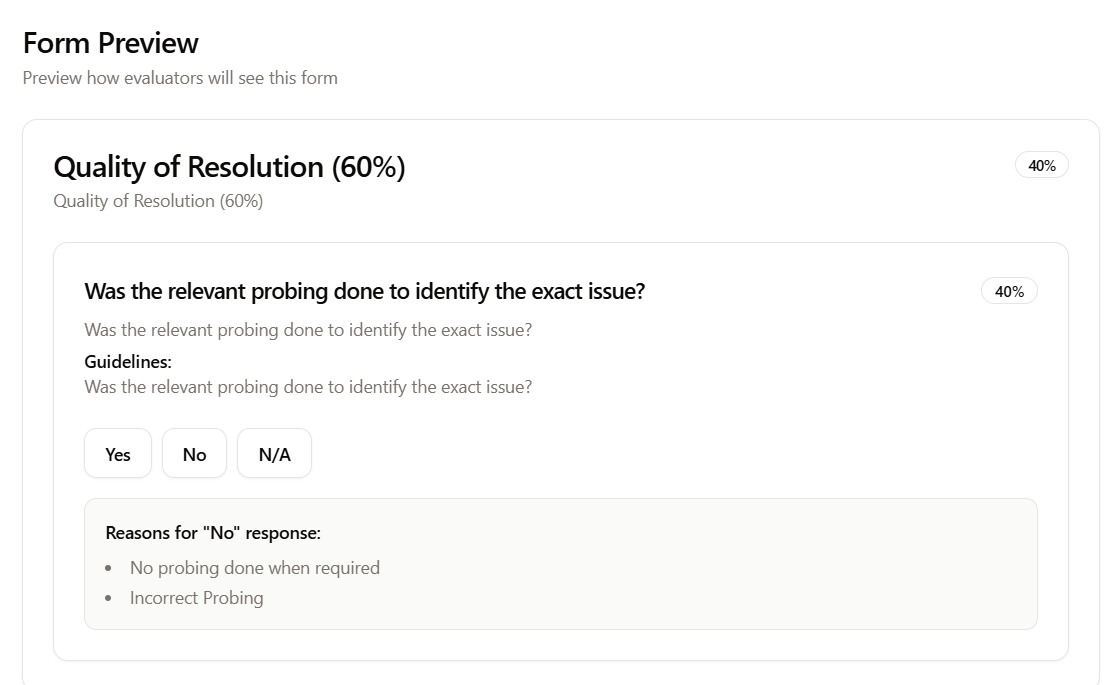 Form Preview
Preview how evaluators will see this form
Quality of Resolution (60%)
40%
Quality of Resolution (60%)
Was the relevant probing done to identify the exact issue?
40%
Was the relevant probing done to identify the exact issue?
Guidelines:
Was the relevant probing done to identify the exact issue?
Yes
No
N/A
Reasons for "No" response:
• No probing done when required
• Incorrect Probing